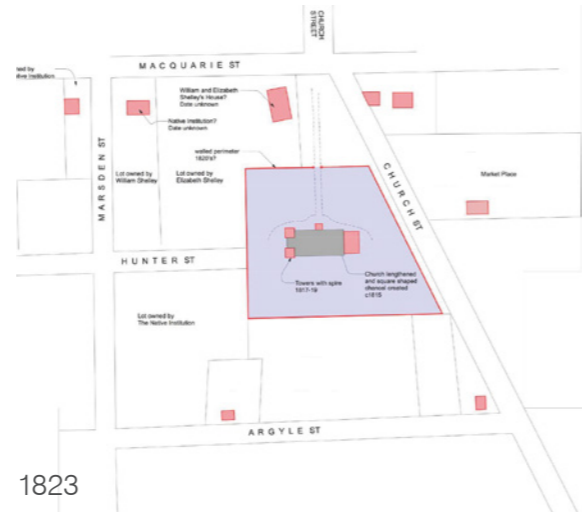 CHURCH
STREET
MACQUARIE ST
Native Institution
William and Elizabeth
Shelley's House?
Date unknown
Native Institution?
Date unknown
walled perimeter
1820's?
MARSDEN ST
Lot owned by
William Shelley
Lot owned by
Elizabeth Shelley
CHURCH ST
Market Place
HUNTER ST
Towers with spire
1817-19
Church lengthened
and square shaped
chancel created
c1815
Lot owned by
The Native Institution
ARGYLE ST
1823